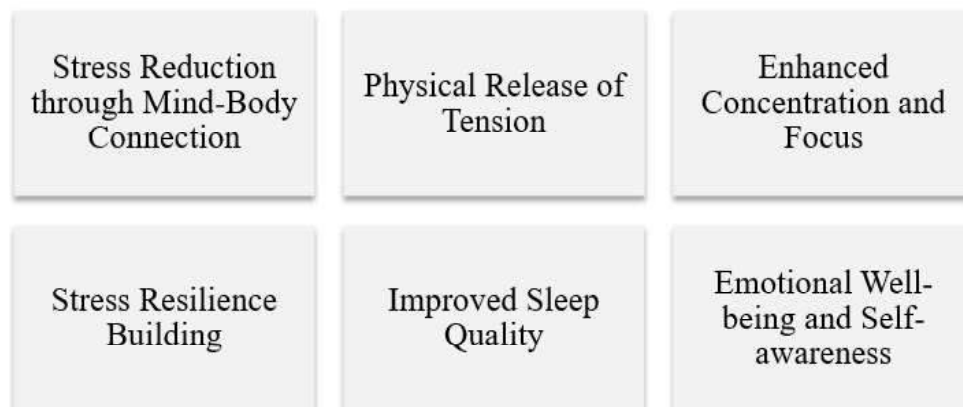 Stress Reduction
through Mind-Body
Connection
Physical Release of
Tension
Enhanced
Concentration and
Focus
Stress Resilience
Building
Improved Sleep
Quality
Emotional Well-
being and Self-
awareness